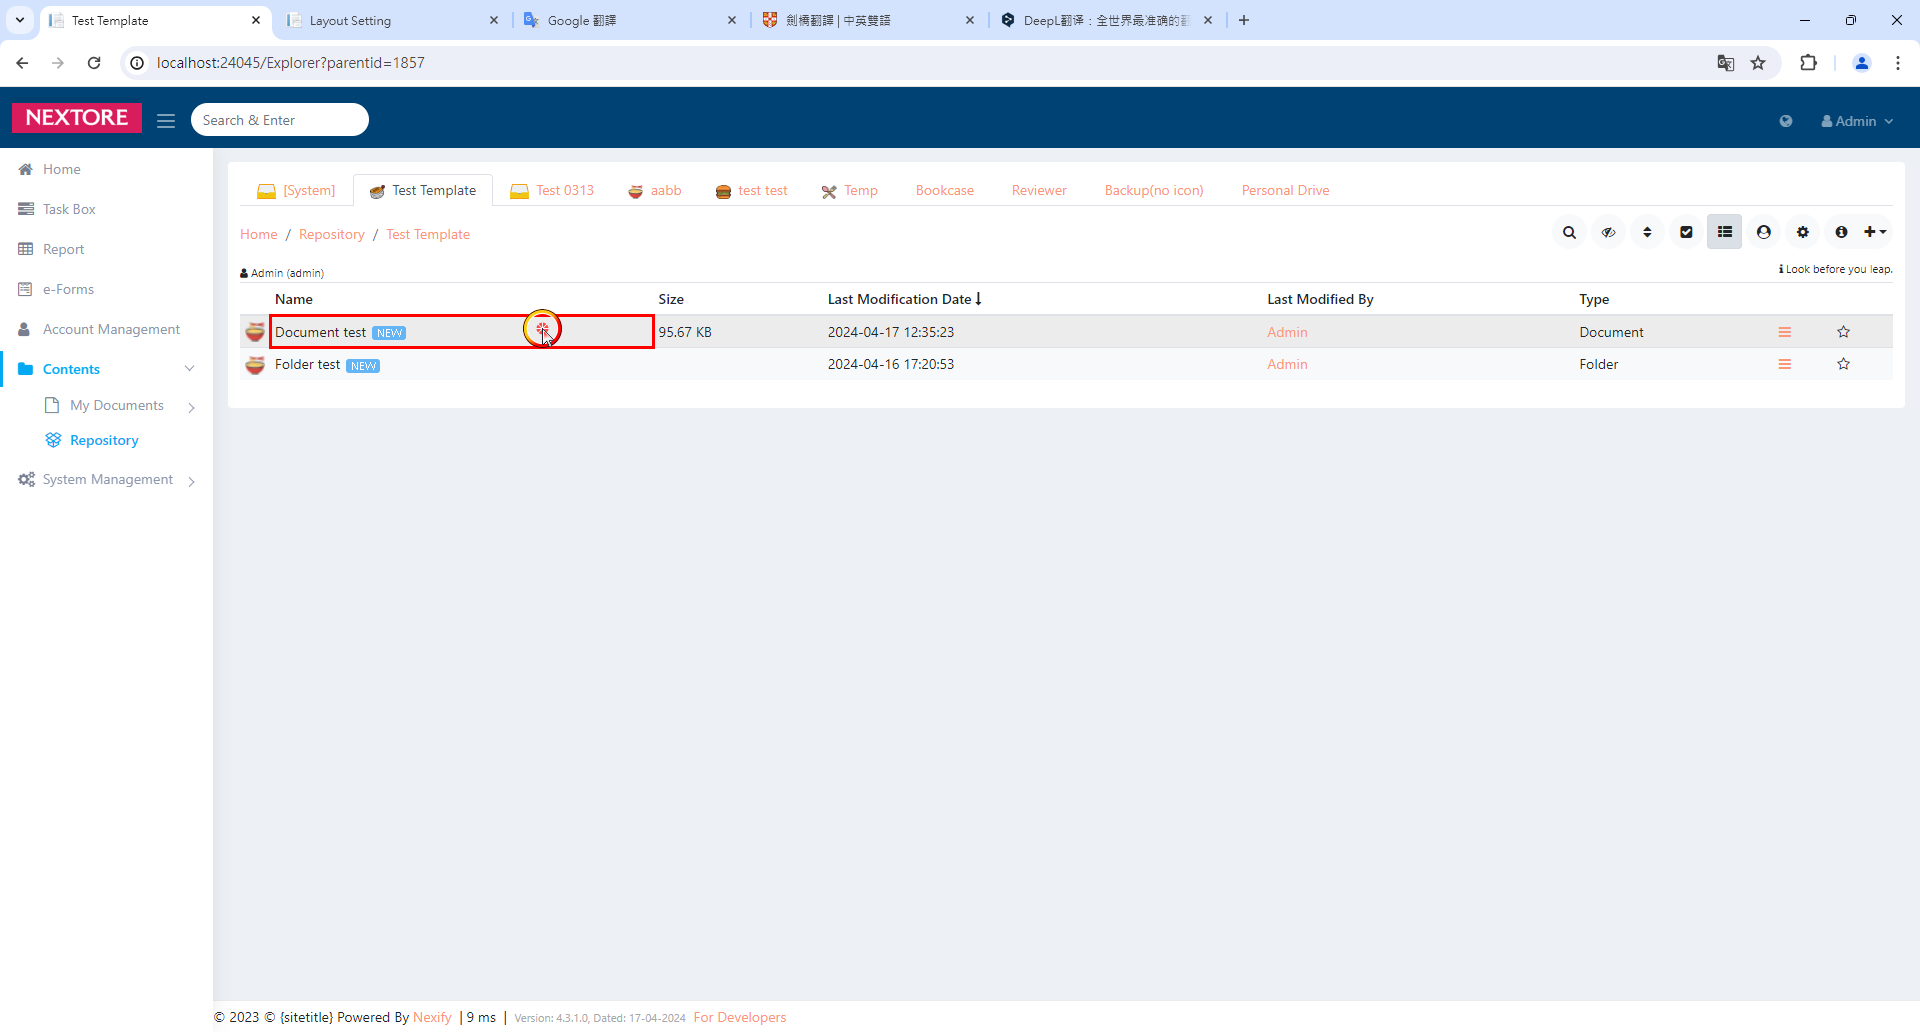 Test Template
Layout Setting
Google 翻譯
劍橋翻譯 | 中英雙語
DeepL翻译：全世界最准确的
localhost:24045/Explorer?parentid=1857
NEXTORE
Search & Enter
Admin
Home
Task Box
Report
e-Forms
Account Management
Contents
My Documents
Repository
System Management
[System]
Test Template
Test 0313
aabb
test test
Temp
Bookcase
Reviewer
Backup(no icon)
Personal Drive
Home / Repository / Test Template
Admin (admin)
Look before you leap.
Name Size Last Modification Date Last Modified By Type
Document test NEW 95.67 KB 2024-04-17 12:35:23 Admin Document
Folder test NEW 2024-04-16 17:20:53 Admin Folder
© 2023 © {sitetitle} Powered By Nexify | 9 ms | Version: 4.3.1.0, Dated: 17-04-2024 For Developers